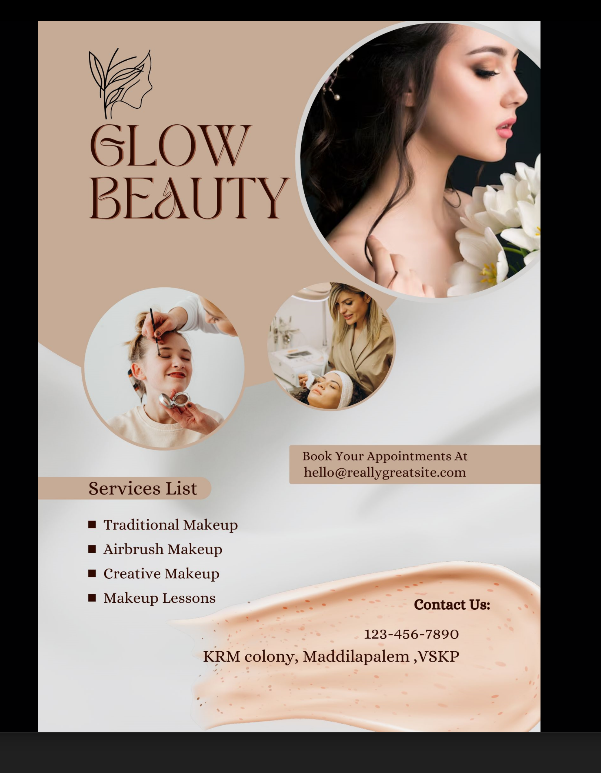 GLOW
BEAUTY
Book Your Appointments At
hello@reallygreatsite.com
Services List
Traditional Makeup
Airbrush Makeup
Creative Makeup
Makeup Lessons
Contact Us:
123-456-7890
KRM colony, Maddilapalem ,VSKP